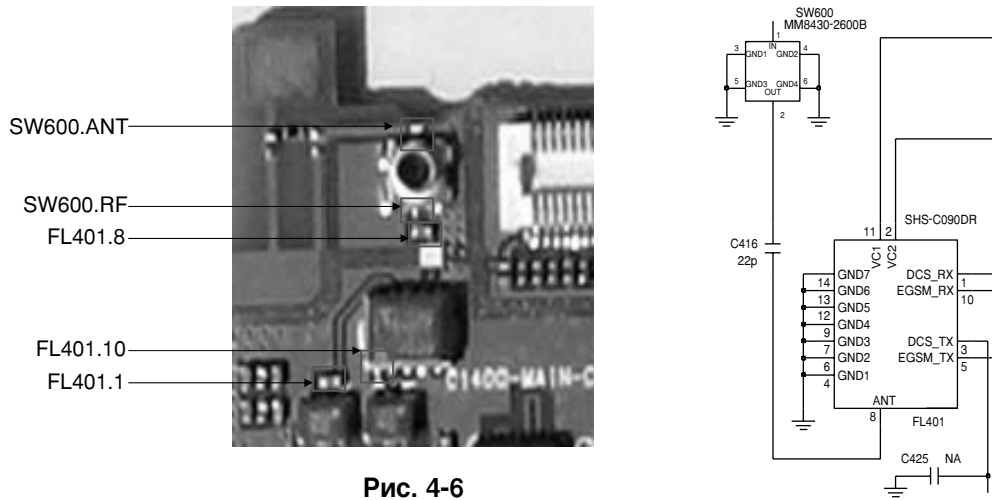 SW600.ANT
SW600.RF
FL401.8
FL401.10
FL401.1
C1400-MAIN-C
Рис. 4-6
SW600
MM8430-2600B
1
IN
3
GND1
GND2
4
5
GND3
GND4
6
OUT
2
C416
22p
SHS-C090DR
11
2
VC1
VC2
GND7
14
GND6
13
GND5
12
GND4
9
GND3
7
GND2
6
GND1
4
DCS_RX
1
EGSM_RX
10
DCS_TX
3
EGSM_TX
5
ANT
8
FL401
C425
NA